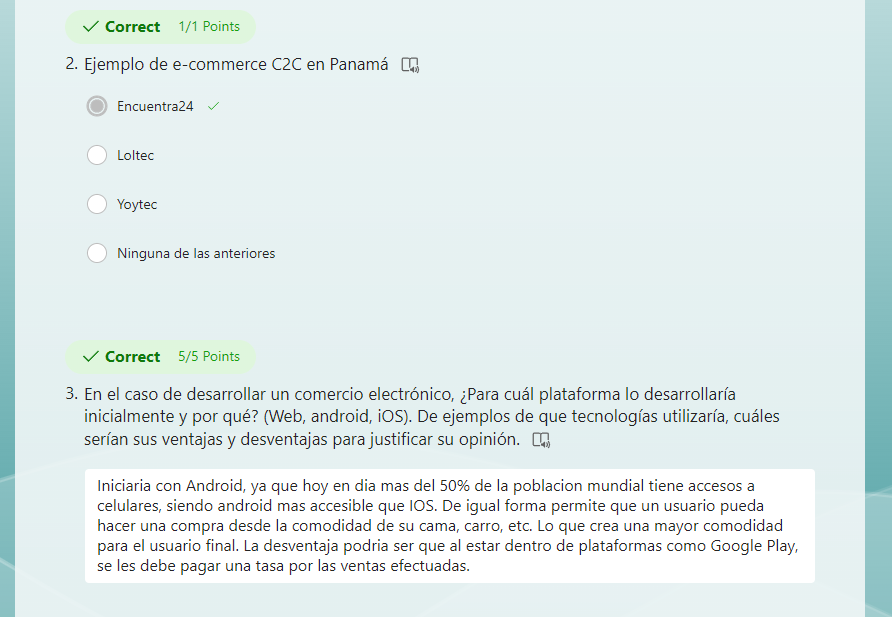 Correct 1/1 Points
2. Ejemplo de e-commerce C2C en Panamá
Encuentra24
Loltec
Yoytec
Ninguna de las anteriores
Correct 5/5 Points
3. En el caso de desarrollar un comercio electrónico, ¿Para cuál plataforma lo desarrollaría
inicialmente y por qué? (Web, android, iOS). De ejemplos de que tecnologías utilizaría, cuáles
serían sus ventajas y desventajas para justificar su opinión.
Iniciaria con Android, ya que hoy en dia mas del 50% de la poblacion mundial tiene accesos a
celulares, siendo android mas accesible que IOS. De igual forma permite que un usuario pueda
hacer una compra desde la comodidad de su cama, carro, etc. Lo que crea una mayor comodidad
para el usuario final. La desventaja podria ser que al estar dentro de plataformas como Google Play,
se les debe pagar una tasa por las ventas efectuadas.